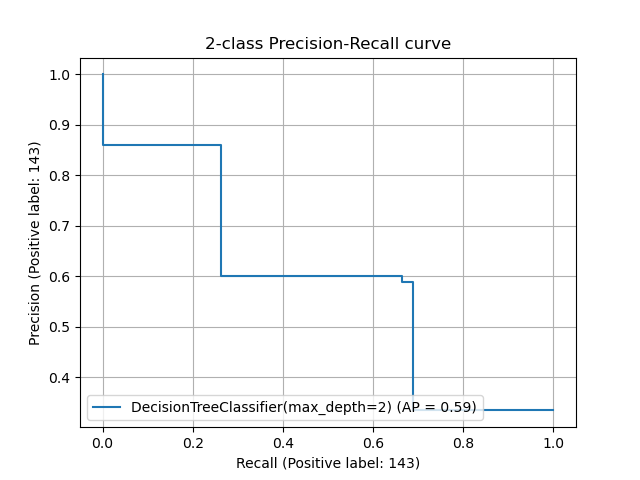 2-class Precision-Recall curve
1.0
0.9
0.8
0.7
0.6
0.5
0.4
Precision (Positive label: 143)
DecisionTreeClassifier(max_depth=2) (AP = 0.59)
0.0 0.2 0.4 0.6 0.8 1.0
Recall (Positive label: 143)